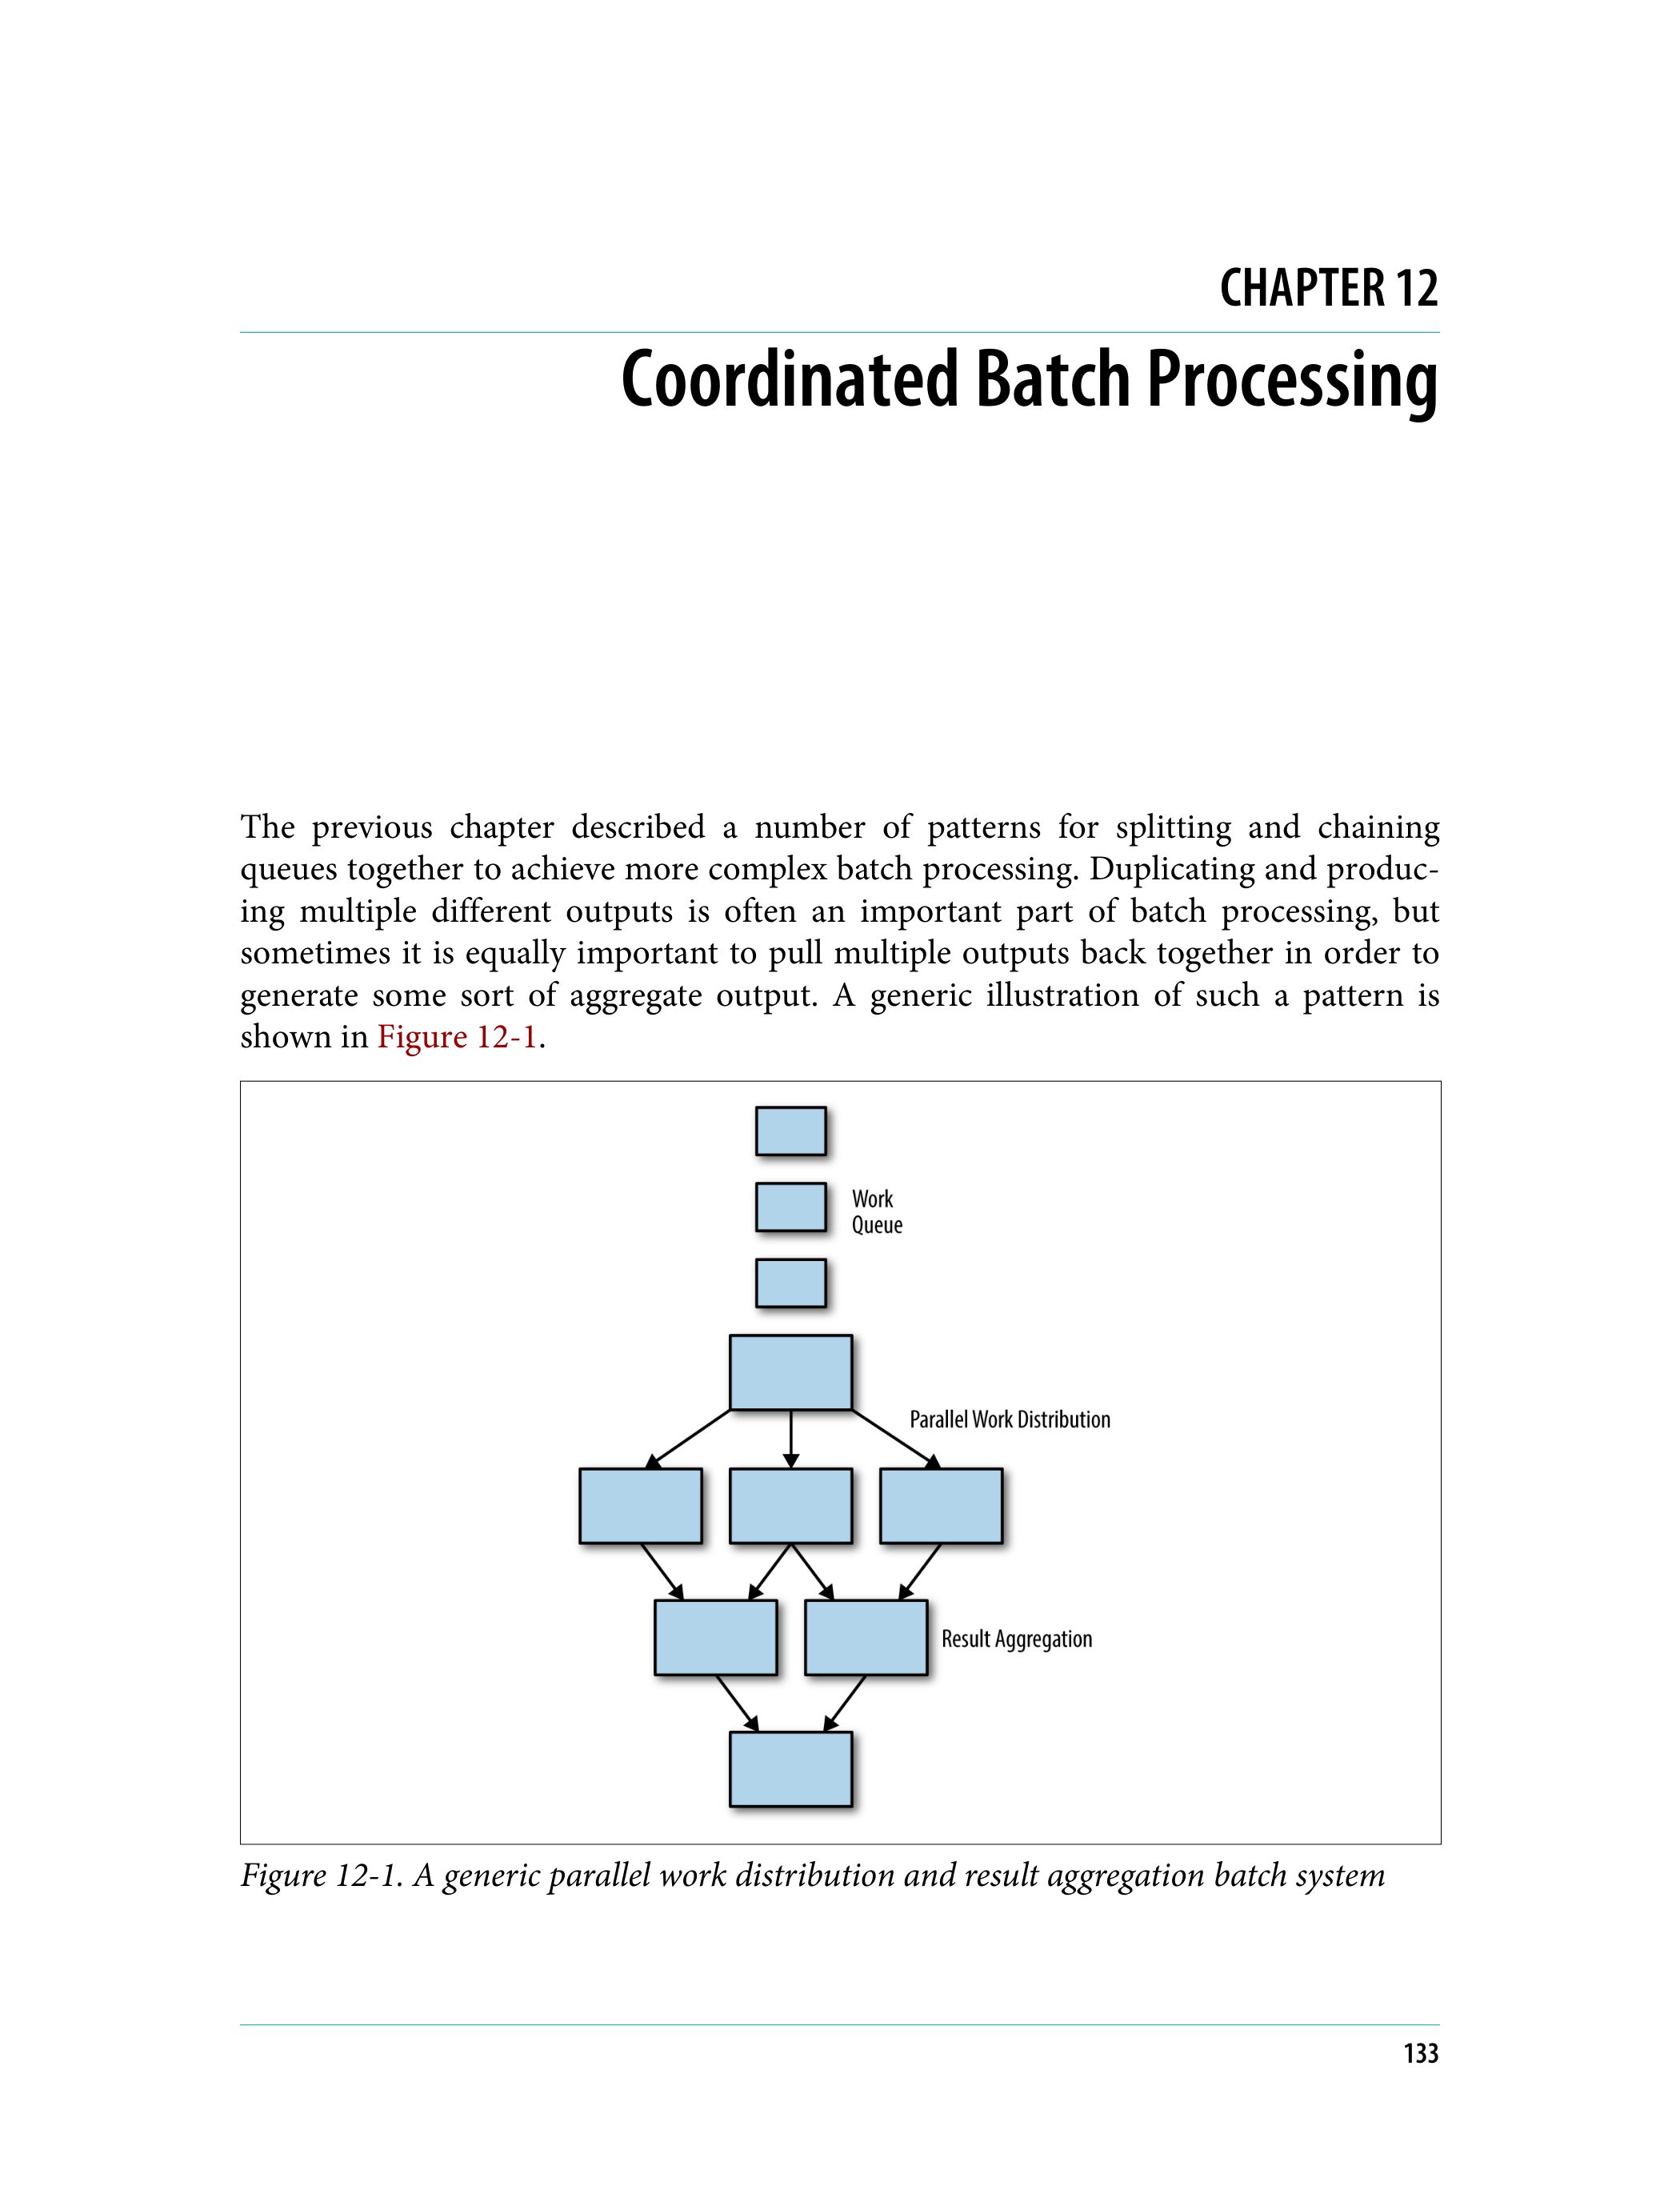 CHAPTER 12
Coordinated Batch Processing
The previous chapter described a number of patterns for splitting and chaining
queues together to achieve more complex batch processing. Duplicating and produc-
ing multiple different outputs is often an important part of batch processing, but
sometimes it is equally important to pull multiple outputs back together in order to
generate some sort of aggregate output. A generic illustration of such a pattern is
shown in Figure 12-1.
Work
Queue
Parallel Work Distribution
Result Aggregation
Figure 12-1. A generic parallel work distribution and result aggregation batch system
133